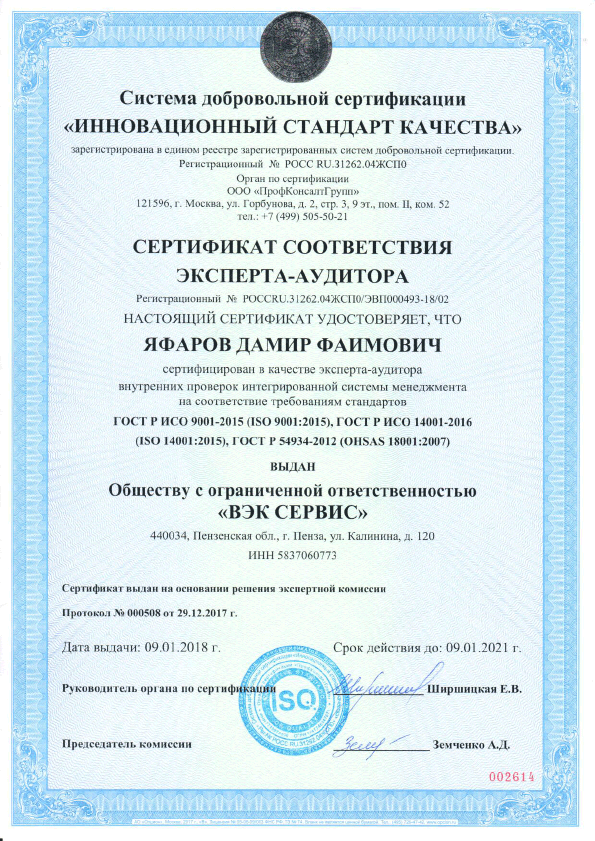 Система добровольной сертификации
«ИННОВАЦИОННЫЙ СТАНДАРТ КАЧЕСТВА»
зарегистрирована в едином реестре зарегистрированных систем добровольной сертификации.
Регистрационный № РОСС RU.З1262.04ЖСП0
Орган по сертификации
ООО «ПрофКонсалтГрупп»
121596, г. Москва, ул. Горбунова, д. 2, стр. 3, 9 эт., пом. II, ком. 52
тел.: +7 (499) 505-50-21
СЕРТИФИКАТ СООТВЕТСТВИЯ
ЭКСПЕРТА-АУДИТОРА
Регистрационный № РОССRU.31262.04ЖСП0/ЭВП000493-18/02
НАСТОЯЩИЙ СЕРТИФИКАТ УДОСТОВЕРЯЕТ, ЧТО
ЯФАРОВ ДАМИР ФАИМОВИЧ
сертифицирован в качестве эксперта-аудитора
внутренних проверок интегрированной системы менеджмента
на соответствие требованиям стандартов
ГОСТ Р ИСО 9001-2015 (ISO 9001:2015), ГОСТ Р ИСО 14001-2016
(ISO 14001:2015), ГОСТ Р 54934-2012 (OHSAS 18001:2007)
ВЫДАН
Обществу с ограниченной ответственностью
«ВЭК СЕРВИС»
440034, Пензенская обл., г. Пенза, ул. Калинина, д. 120
ИНН 5837060773
Сертификат выдан на основании решения экспертной комиссии
Протокол № 000508 от 29.12.2017 г.
Дата выдачи: 09.01.2018 г. Срок действия до: 09.01.2021 г.
Руководитель органа по сертификации Ширшицкая Е.В.
ISO
Председатель комиссии Земченко А.Д.
002614